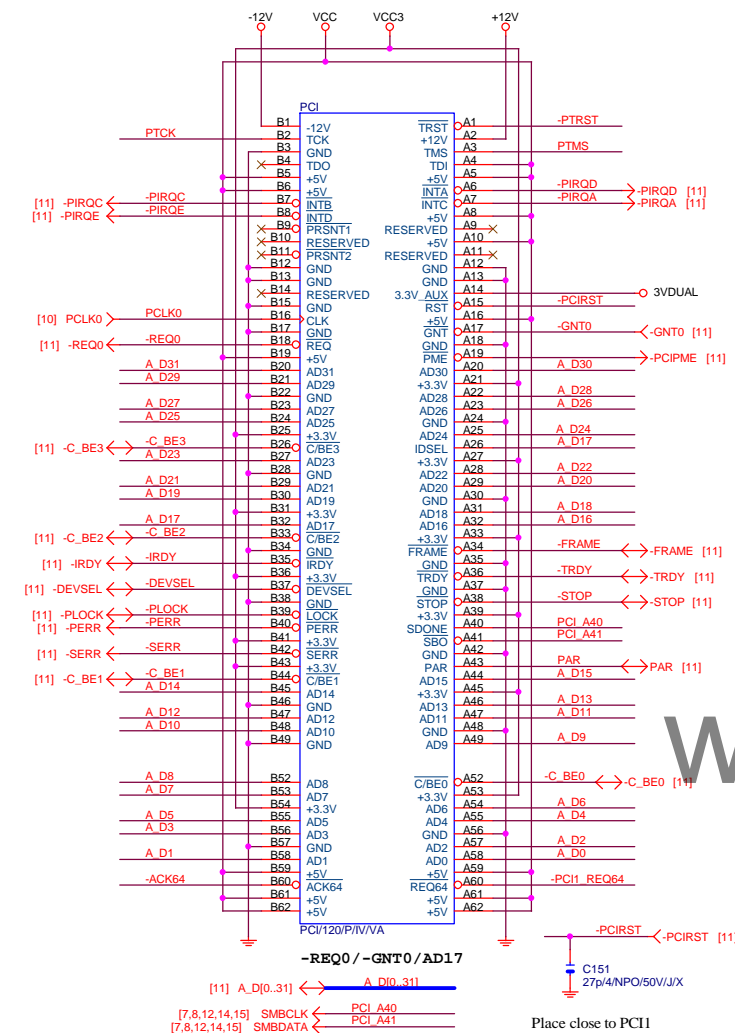 -12V VCC VCC3 +12V
PCI
B1 -12V TRST A1 -PTRST
PTCK B2 TCK +12V A2
B3 GND TMS A3 PTMS
B4 TDO TDI A4
B5 +5V +5V A5
B6 +5V INTA A6 -PIRQD -PIRQD [11]
[11] -PIRQC -PIRQC B7 INTB INTC A7 -PIRQA -PIRQA [11]
[11] -PIRQE -PIRQE B8 INTD +5V A8
B9 PRSNT1 RESERVED A9
B10 RESERVED +5V A10
B11 PRSNT2 RESERVED A11
B12 GND GND A12
B13 GND GND A13
B14 RESERVED 3.3V_AUX A14 3VDUAL
B15 GND RST A15 -PCIRST
[10] PCLK0 PCLK0 B16 CLK +5V A16
B17 GND GNT A17 -GNT0 -GNT0 [11]
[11] -REQ0 -REQ0 B18 REQ GND A18
B19 +5V PME A19 -PCIPME [11]
A_D31 B20 AD31 AD30 A20 A_D30
A_D29 B21 AD29 +3.3V A21
B22 GND AD28 A22 A_D28
A_D27 B23 AD27 AD26 A23 A_D26
A_D25 B24 AD25 GND A24
B25 +3.3V AD24 A25 A_D24
[11] -C_BE3 -C_BE3 B26 C/BE3 IDSEL A26 A_D17
A_D23 B27 AD23 +3.3V A27
B28 GND AD22 A28 A_D22
A_D21 B29 AD21 AD20 A29 A_D20
A_D19 B30 AD19 GND A30
B31 +3.3V AD18 A31 A_D18
A_D17 B32 AD17 AD16 A32 A_D16
[11] -C_BE2 -C_BE2 B33 C/BE2 +3.3V A33
B34 GND FRAME A34 -FRAME -FRAME [11]
[11] -IRDY -IRDY B35 IRDY GND A35
B36 +3.3V TRDY A36 -TRDY -TRDY [11]
[11] -DEVSEL -DEVSEL B37 DEVSEL GND A37
B38 GND STOP A38 -STOP -STOP [11]
[11] -PLOCK -PLOCK B39 LOCK +3.3V A39
[11] -PERR -PERR B40 PERR SDONE A40 PCI_A40
B41 +3.3V SBO A41 PCI_A41
[11] -SERR -SERR B42 SERR GND A42
B43 +3.3V PAR A43 PAR PAR [11]
[11] -C_BE1 -C_BE1 B44 C/BE1 AD15 A44 A_D15
A_D14 B45 AD14 +3.3V A45
B46 GND AD13 A46 A_D13
A_D12 B47 AD12 AD11 A47 A_D11
A_D10 B48 AD10 GND A48
B49 GND AD9 A49 A_D9
W
A_D8 B52 AD8 C/BE0 A52 -C_BE0 -C_BE0 [11]
A_D7 B53 AD7 +3.3V A53
B54 +3.3V AD6 A54 A_D6
A_D5 B55 AD5 AD4 A55 A_D4
A_D3 B56 AD3 GND A56
B57 GND AD2 A57 A_D2
A_D1 B58 AD1 AD0 A58 A_D0
B59 +5V +5V A59
-ACK64 B60 ACK64 REQ64 A60 -PCI1_REQ64
B61 +5V +5V A61
B62 +5V +5V A62
PCI/120/P/IV/VA
-REQ0/-GNT0/AD17
-PCIRST -PCIRST [11]
C151
27p/4/NPO/50V/J/X
[11] A_D[0..31] A_D[0..31]
[7,8,12,14,15] SMBCLK PCI_A40
[7,8,12,14,15] SMBDATA PCI_A41
Place close to PCI1